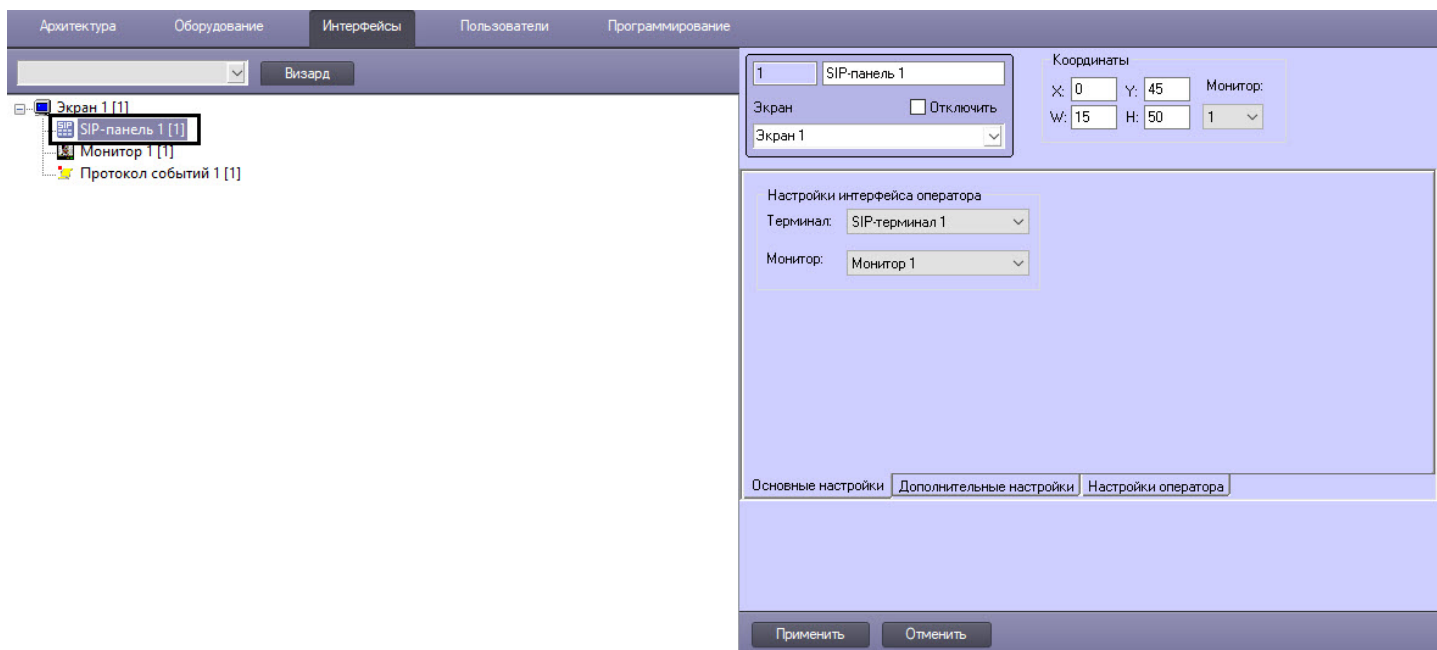 Архитектура Оборудование Интерфейсы Пользователи Программирование
Визард
Экран 1 [1]
SIP-панель 1 [1]
Монитор 1 [1]
Протокол событий 1 [1]
1 SIP-панель 1
Экран Отключить
Экран 1
Координаты
X: 0 Y: 45 Монитор:
W: 15 H: 50 1
Настройки интерфейса оператора
Терминал: SIP-терминал 1
Монитор: Монитор 1
Основные настройки Дополнительные настройки Настройки оператора
Применить Отменить